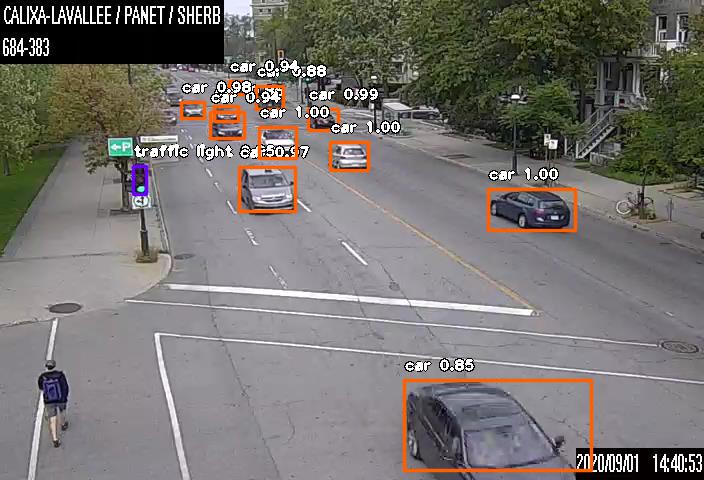 CALIXA-LAVALLEE / PANET / SHERB
684-383
car 0.94
0.88
car 0.98
car 0.94
car 0.99
car 1.00
car 1.00
traffic light
0.97
P
car 1.00
car 0.85
2020/09/01 14:40:53